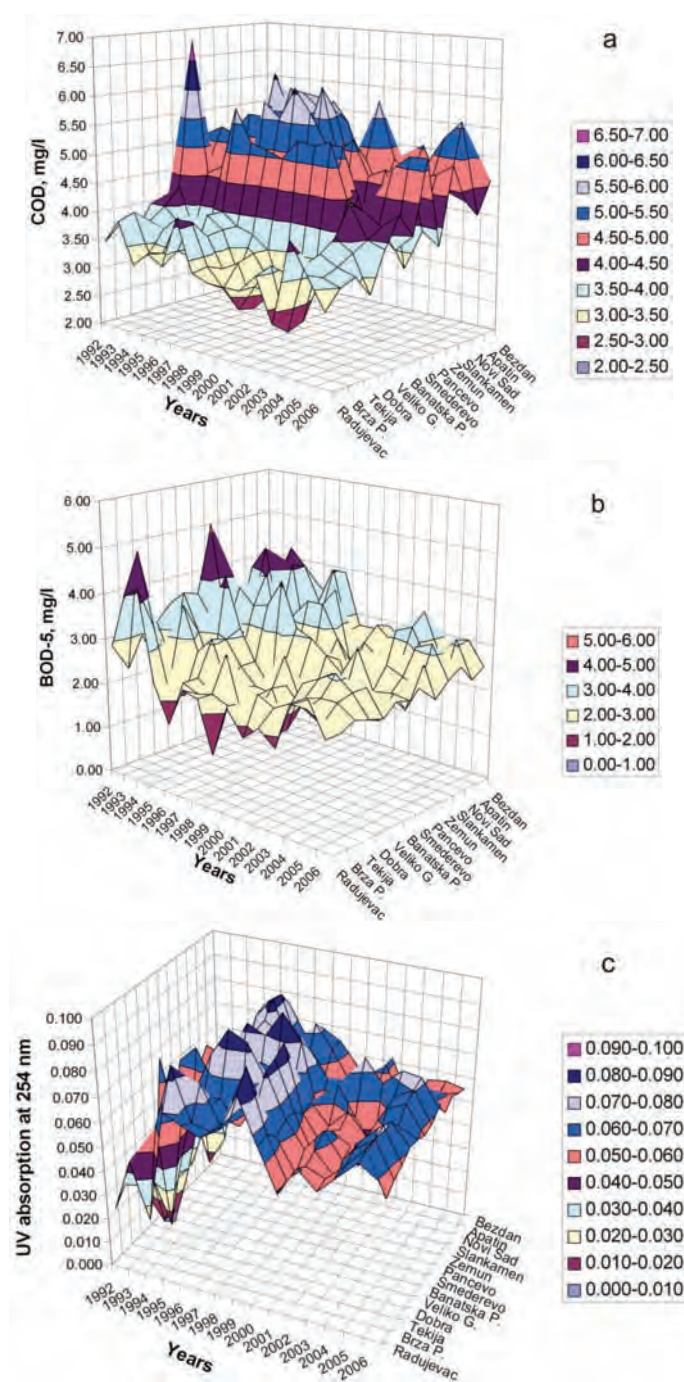 a
7.00
6.50
6.00
5.50
5.00
4.50
4.00
3.50
3.00
2.50
2.00
COD, mg/l
1992
1993
1994
1995
1996
1997
1998
1999
2000
2001
2002
2003
2004
2005
2006
Years
Bezdan
Apatin
Novi Sad
Slankamen
Zemun
Pancevo
Smederevo
Banatska P.
Veliko G.
Dobra
Tekija
Brza P.
Radujevac
6.50-7.00
6.00-6.50
5.50-6.00
5.00-5.50
4.50-5.00
4.00-4.50
3.50-4.00
3.00-3.50
2.50-3.00
2.00-2.50
b
6.00
5.00
4.00
3.00
2.00
1.00
0.00
BOD-5, mg/l
1992
1993
1994
1995
1996
1997
1998
1999
2000
2001
2002
2003
2004
2005
2006
Years
Bezdan
Apatin
Novi Sad
Slankamen
Zemun
Pancevo
Smederevo
Banatska P.
Veliko G.
Dobra
Tekija
Brza P.
Radujevac
5.00-6.00
4.00-5.00
3.00-4.00
2.00-3.00
1.00-2.00
0.00-1.00
c
0.100
0.090
0.080
0.070
0.060
0.050
0.040
0.030
0.020
0.010
0.000
UV absorption at 254 nm
1992
1993
1994
1995
1996
1997
1998
1999
2000
2001
2002
2003
2004
2005
2006
Years
Bezdan
Apatin
Novi Sad
Slankamen
Zemun
Pancevo
Smederevo
Banatska P.
Veliko G.
Dobra
Tekija
Brza P.
Radujevac
0.090-0.100
0.080-0.090
0.070-0.080
0.060-0.070
0.050-0.060
0.040-0.050
0.030-0.040
0.020-0.030
0.010-0.020
0.000-0.010